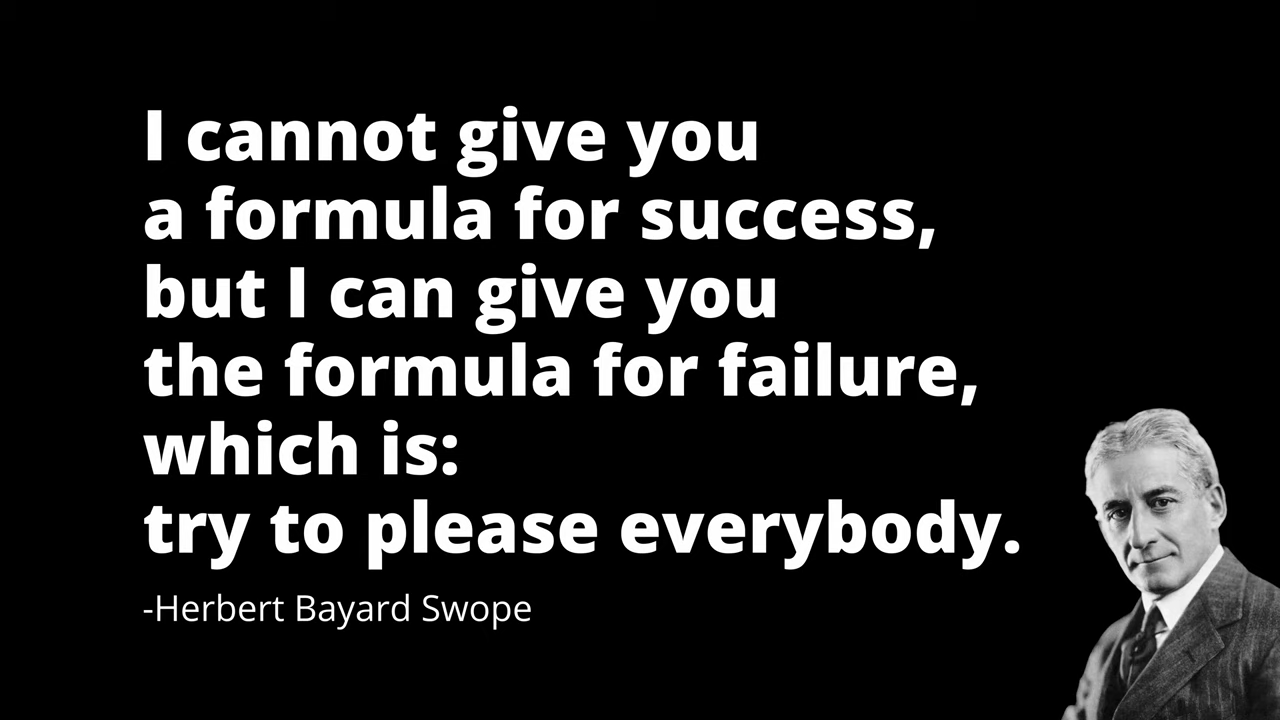 I cannot give you
a formula for success,
but I can give you
the formula for failure,
which is:
try to please everybody.
-Herbert Bayard Swope